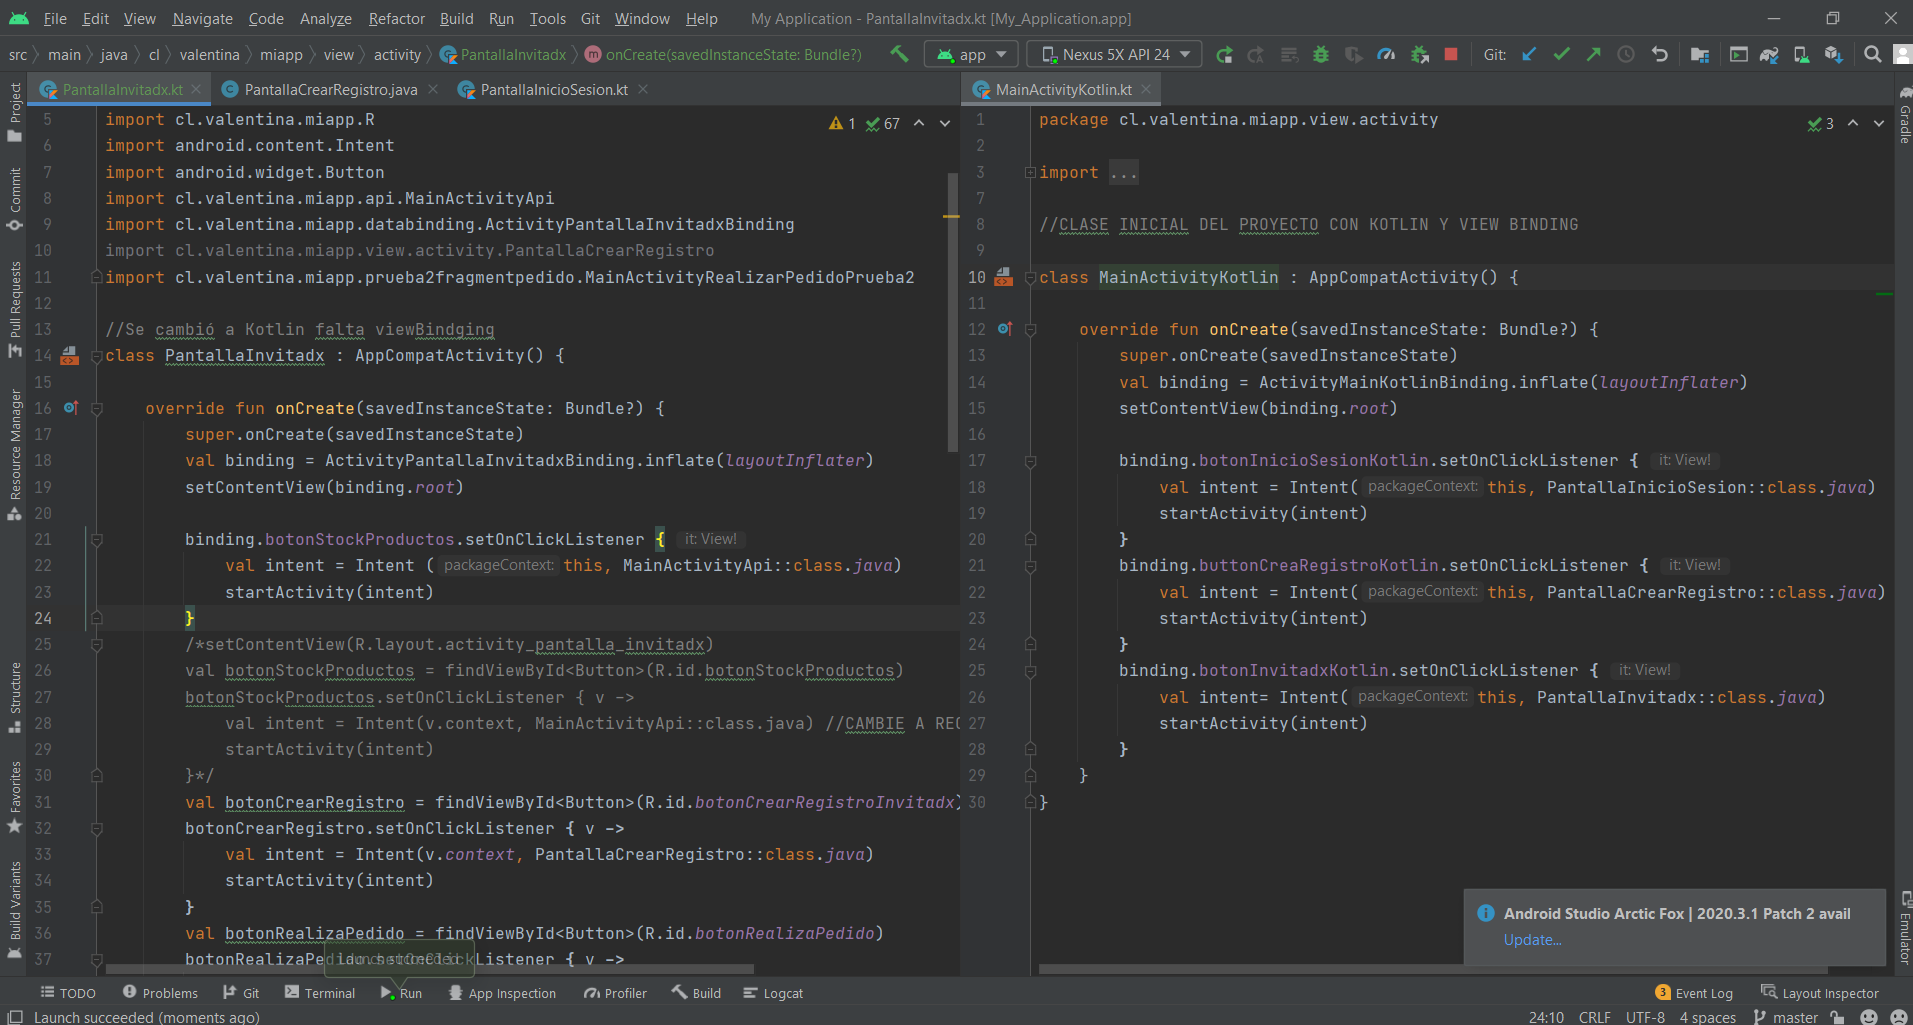 File Edit View Navigate Code Analyze Refactor Build Run Tools Git Window Help My Application - PantallaInvitadx.kt [My_Application.app]
src main java cl valentina miapp view activity PantallaInvitadx m onCreate(savedInstanceState: Bundle?) app Nexus 5X API 24 Git:
PantallaInvitadx.kt PantallaCrearRegistro.java PantallaInicioSesion.kt
Project
Commit
Pull Requests
Resource Manager
Structure
Favorites
Build Variants
1 67
5 import cl.valentina.miapp.R
6 import android.content.Intent
7 import android.widget.Button
8 import cl.valentina.miapp.api.MainActivityApi
9 import cl.valentina.miapp.databinding.ActivityPantallaInvitadxBinding
10 import cl.valentina.miapp.view.activity.PantallaCrearRegistro
11 import cl.valentina.miapp.prueba2fragmentpedido.MainActivityRealizarPedidoPrueba2
12
13 //Se cambió a Kotlin falta viewBindging
14 class PantallaInvitadx : AppCompatActivity() {
15
16 override fun onCreate(savedInstanceState: Bundle?) {
17 super.onCreate(savedInstanceState)
18 val binding = ActivityPantallaInvitadxBinding.inflate(layoutInflater)
19 setContentView(binding.root)
20
21 binding.botonStockProductos.setOnClickListener { it: View!
22 val intent = Intent ( packageContext: this, MainActivityApi::class.java)
23 startActivity(intent)
24 }
25 /*setContentView(R.layout.activity_pantalla_invitadx)
26 val botonStockProductos = findViewById<Button>(R.id.botonStockProductos)
27 botonStockProductos.setOnClickListener { v ->
28 val intent = Intent(v.context, MainActivityApi::class.java) //CAMBIE A REC
29 startActivity(intent)
30 }*/
31 val botonCrearRegistro = findViewById<Button>(R.id.botonCrearRegistroInvitadx)
32 botonCrearRegistro.setOnClickListener { v ->
33 val intent = Intent(v.context, PantallaCrearRegistro::class.java)
34 startActivity(intent)
35 }
36 val botonRealizaPedido = findViewById<Button>(R.id.botonRealizaPedido)
37 botonRealizaPedido.setOnClickListener { v ->
MainActivityKotlin.kt
3
1 package cl.valentina.miapp.view.activity
2
3 import ...
7
8 //CLASE INICIAL DEL PROYECTO CON KOTLIN Y VIEW BINDING
9
10 class MainActivityKotlin : AppCompatActivity() {
11
12 override fun onCreate(savedInstanceState: Bundle?) {
13 super.onCreate(savedInstanceState)
14 val binding = ActivityMainKotlinBinding.inflate(layoutInflater)
15 setContentView(binding.root)
16
17 binding.botonInicioSesionKotlin.setOnClickListener { it: View!
18 val intent = Intent( packageContext: this, PantallaInicioSesion::class.java)
19 startActivity(intent)
20 }
21 binding.buttonCreaRegistroKotlin.setOnClickListener { it: View!
22 val intent = Intent( packageContext: this, PantallaCrearRegistro::class.java)
23 startActivity(intent)
24 }
25 binding.botonInvitadxKotlin.setOnClickListener { it: View!
26 val intent= Intent( packageContext: this, PantallaInvitadx::class.java)
27 startActivity(intent)
28 }
29 }
30 }
Gradle
Emulator
Android Studio Arctic Fox | 2020.3.1 Patch 2 avail
Update...
TODO Problems Git Terminal Run App Inspection Profiler Build Logcat 3 Event Log Layout Inspector
Launch succeeded (moments ago) 24:10 CRLF UTF-8 4 spaces master